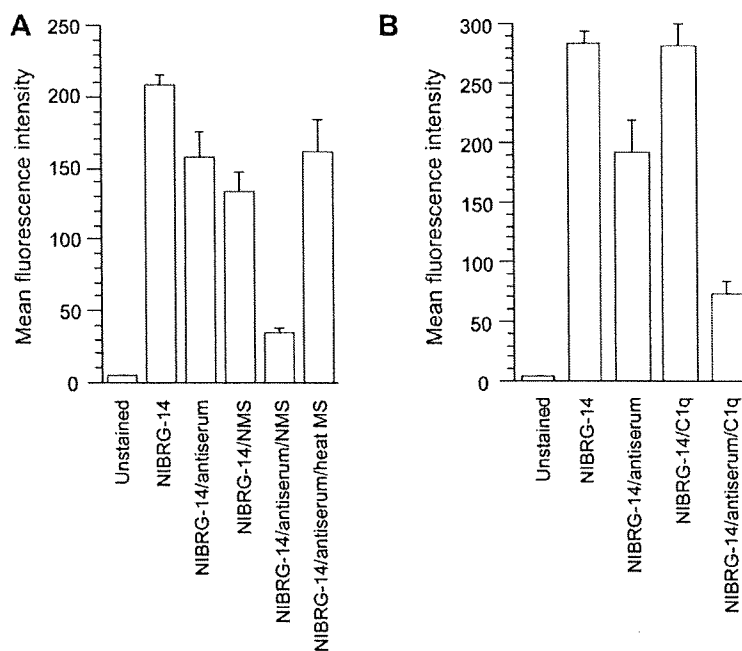 A
Mean fluorescence intensity
250
200
150
100
50
0
Unstained
NIBRG-14
NIBRG-14/antiserum
NIBRG-14/NMS
NIBRG-14/antiserum/NMS
NIBRG-14/antiserum/heat MS
B
Mean fluorescence intensity
300
250
200
150
100
50
0
Unstained
NIBRG-14
NIBRG-14/antiserum
NIBRG-14/C1q
NIBRG-14/antiserum/C1q